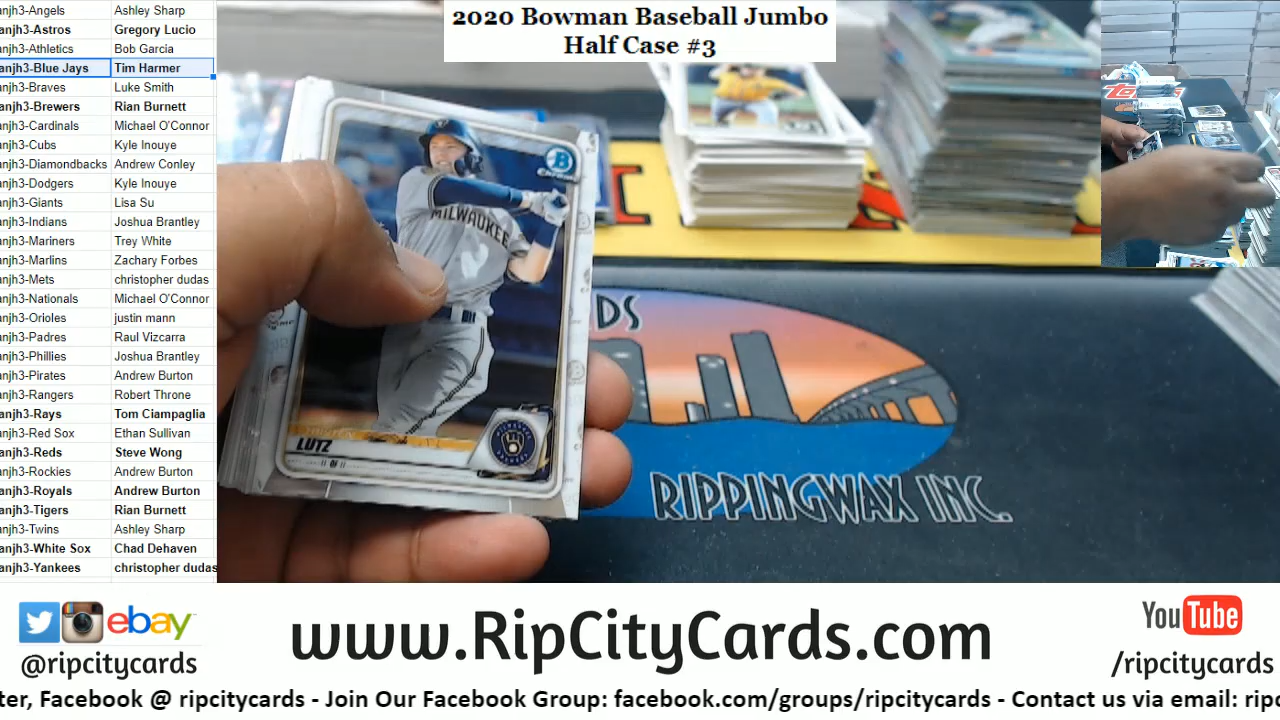 2020 Bowman Baseball Jumbo
Half Case #3
anjh3-Angels Ashley Sharp
anjh3-Astros Gregory Lucio
anjh3-Athletics Bob Garcia
anjh3-Blue Jays Tim Harmer
anjh3-Braves Luke Smith
anjh3-Brewers Rian Burnett
anjh3-Cardinals Michael O'Connor
anjh3-Cubs Kyle Inouye
anjh3-Diamondbacks Andrew Conley
anjh3-Dodgers Kyle Inouye
anjh3-Giants Lisa Su
anjh3-Indians Joshua Brantley
anjh3-Mariners Trey White
anjh3-Marlins Zachary Forbes
anjh3-Mets christopher dudas
anjh3-Nationals Michael O'Connor
anjh3-Orioles justin mann
anjh3-Padres Raul Vizcarra
anjh3-Phillies Joshua Brantley
anjh3-Pirates Andrew Burton
anjh3-Rangers Robert Throne
anjh3-Rays Tom Ciampaglia
anjh3-Red Sox Ethan Sullivan
anjh3-Reds Steve Wong
anjh3-Rockies Andrew Burton
anjh3-Royals Andrew Burton
anjh3-Tigers Rian Burnett
anjh3-Twins Ashley Sharp
anjh3-White Sox Chad Dehaven
anjh3-Yankees christopher dudas
B
Chrome
MILWAUKEE
LUTZ
OF
DS
RIPPINGWAX INC.
Topps
ebay
@ripcitycards
www.RipCityCards.com
YouTube
/ripcitycards
ter, Facebook @ ripcitycards - Join Our Facebook Group: facebook.com/groups/ripcitycards - Contact us via email: ripc